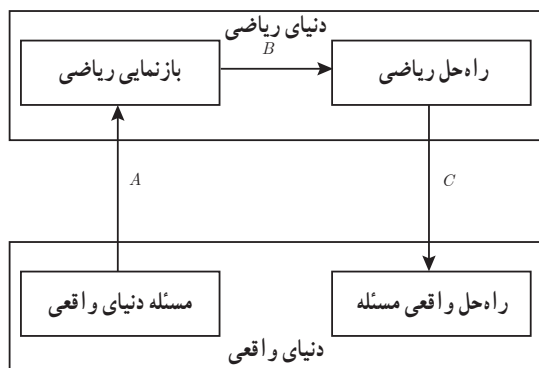 دنیای ریاضی
بازنمایی ریاضی
B
راه‌حل ریاضی
A
C
مسئله دنیای واقعی
راه‌حل واقعی مسئله
دنیای واقعی